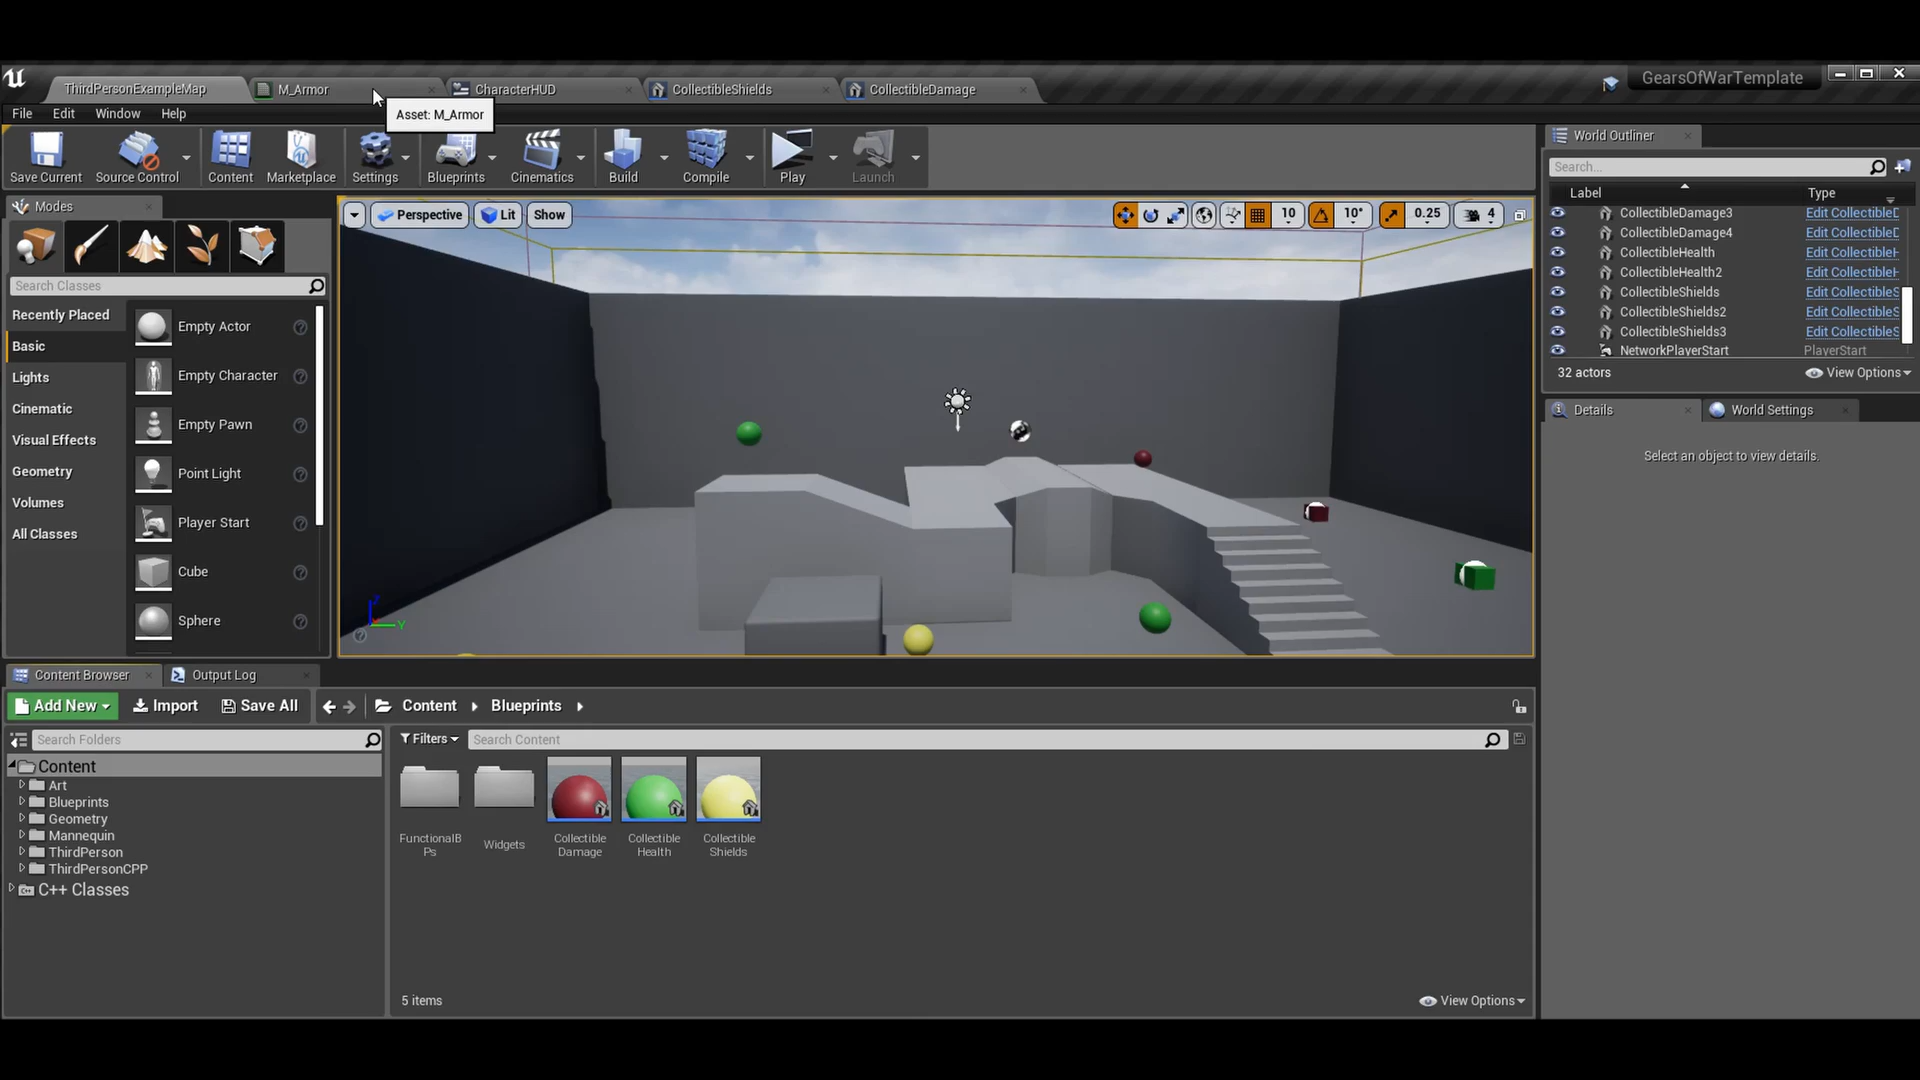 ThirdPersonExampleMap
M_Armor
CharacterHUD
CollectibleShields
CollectibleDamage
GearsOfWarTemplate
File Edit Window Help
Asset: M_Armor
Save Current
Source Control
Content
Marketplace
Settings
Blueprints
Cinematics
Build
Compile
Play
Launch
Modes
Search Classes
Recently Placed
Basic
Lights
Cinematic
Visual Effects
Geometry
Volumes
All Classes
Empty Actor
Empty Character
Empty Pawn
Point Light
Player Start
Cube
Sphere
Perspective
Lit
Show
10
10°
0.25
4
Z
Y
World Outliner
Search...
Label Type
CollectibleDamage3 Edit CollectibleD
CollectibleDamage4 Edit CollectibleD
CollectibleHealth Edit CollectibleH
CollectibleHealth2 Edit CollectibleH
CollectibleShields Edit CollectibleS
CollectibleShields2 Edit CollectibleS
CollectibleShields3 Edit CollectibleS
NetworkPlayerStart PlayerStart
32 actors
View Options
Details
World Settings
Select an object to view details.
Content Browser
Output Log
Add New
Import
Save All
Content
Blueprints
Search Folders
Filters
Search Content
Content
Art
Blueprints
Geometry
Mannequin
ThirdPerson
ThirdPersonCPP
C++ Classes
FunctionalB
Ps
Widgets
Collectible
Damage
Collectible
Health
Collectible
Shields
5 items
View Options